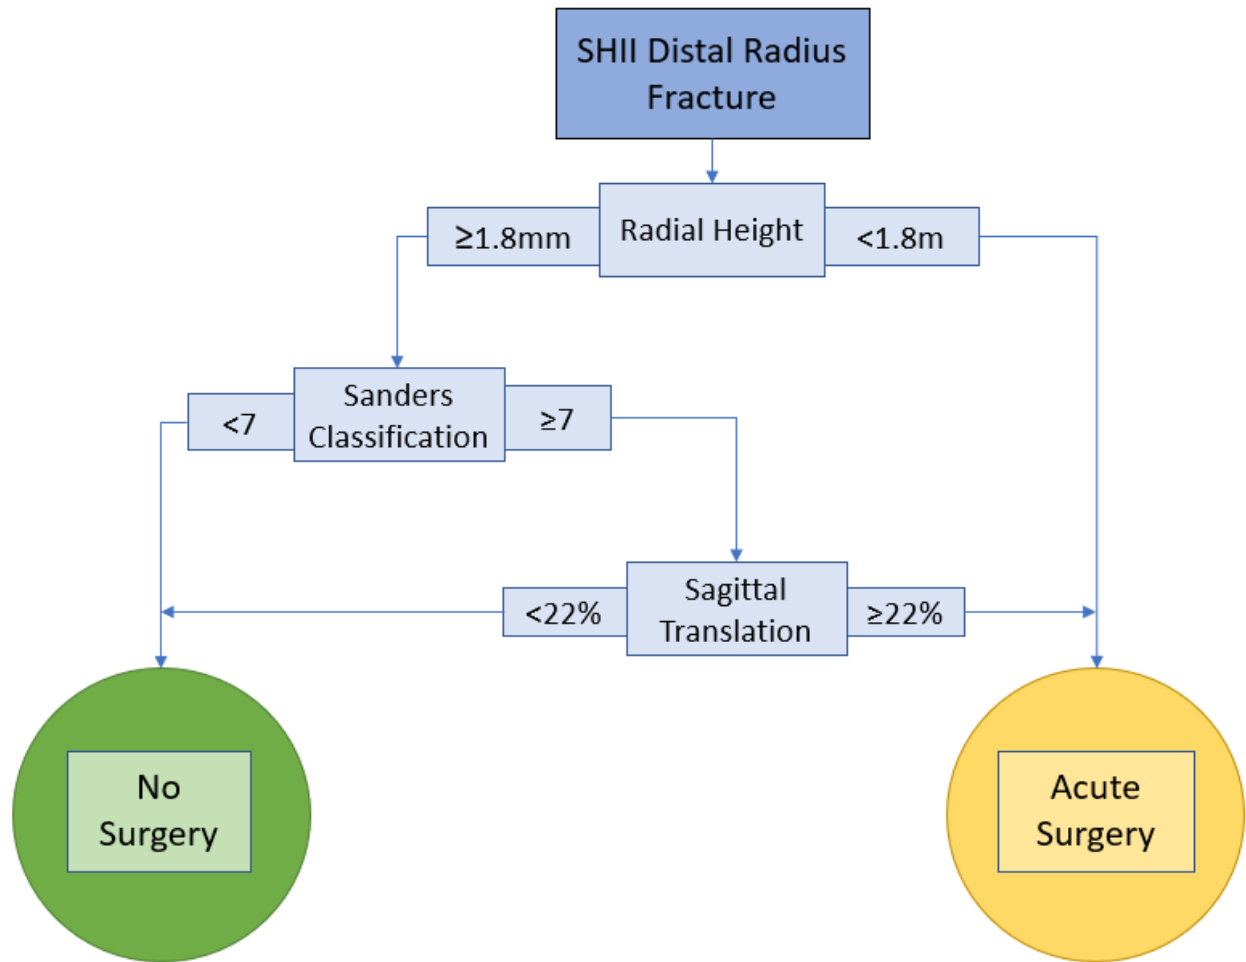 SHII Distal Radius
Fracture
≥1.8mm
Radial Height
<1.8m
<7
Sanders
Classification
≥7
<22%
Sagittal
Translation
≥22%
No
Surgery
Acute
Surgery